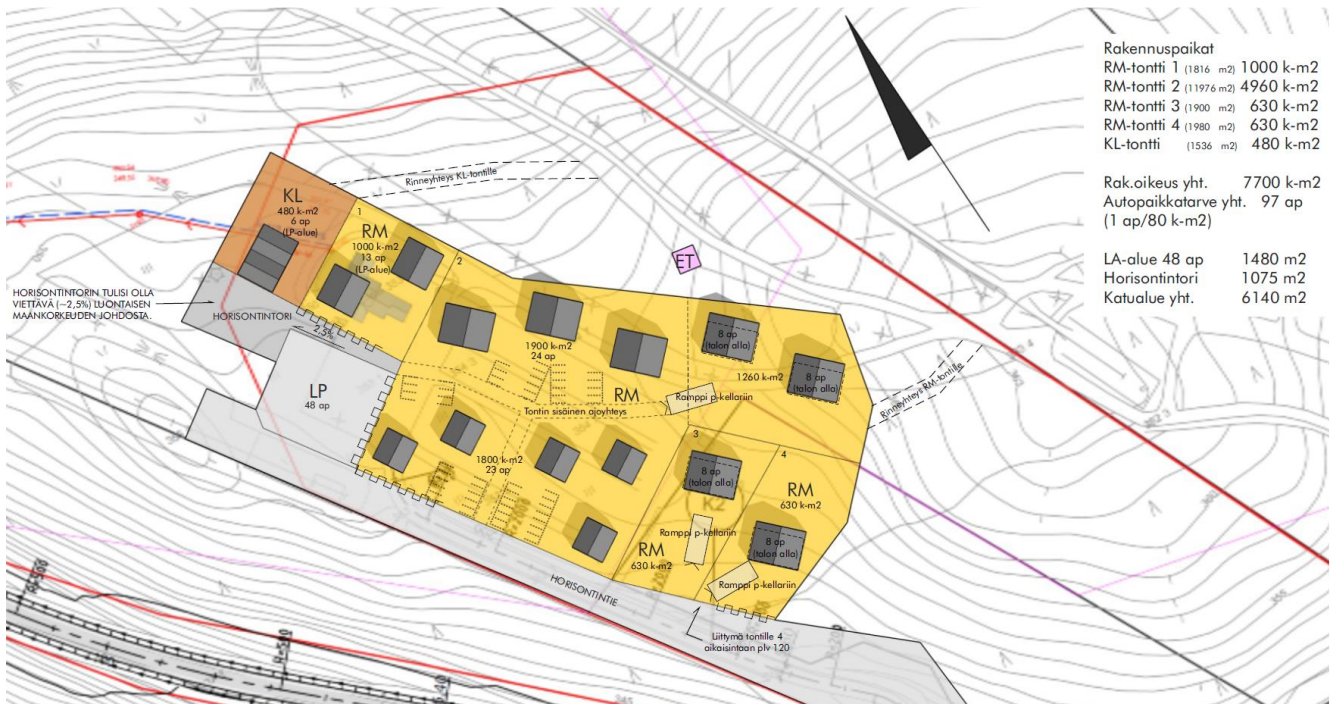 Rakennuspaikat
RM-tontti 1 (1816 m2) 1000 k-m2
RM-tontti 2 (11976 m2) 4960 k-m2
RM-tontti 3 (1900 m2) 630 k-m2
RM-tontti 4 (1980 m2) 630 k-m2
KL-tontti (1536 m2) 480 k-m2
Rak.oikeus yht. 7700 k-m2
Autopaikkatarve yht. 97 ap
(1 ap/80 k-m2)
LA-alue 48 ap 1480 m2
Horisontintori 1075 m2
Katualue yht. 6140 m2
Rinneyhteys KL-tontille
KL
480 k-m2
6 ap
(LP-alue)
1
RM
1000 k-m2
13 ap
(LP-alue)
2
ET
HORISONTINTORIN TULISI OLLA
VIETTÄVÄ (~2,5%) LUONTAISEN
MAANKORKEUDEN JOHDOSTA.
HORISONTINTORI
2,5%
LP
48 ap
1900 k-m2
24 ap
RM
8 ap
(talon alla)
1260 k-m2
8 ap
(talon alla)
Ramppi p-kellariin
Tontin sisäinen ajoyhteys
Rinneyhteys RM-tontille
1800 k-m2
23 ap
3
8 ap
(talon alla)
K2
4
RM
630 k-m2
Ramppi p-kellariin
8 ap
(talon alla)
RM
630 k-m2
Ramppi p-kellariin
HORISONTINTIE
Liittymä tontille 4
aikaisintaan plv 120